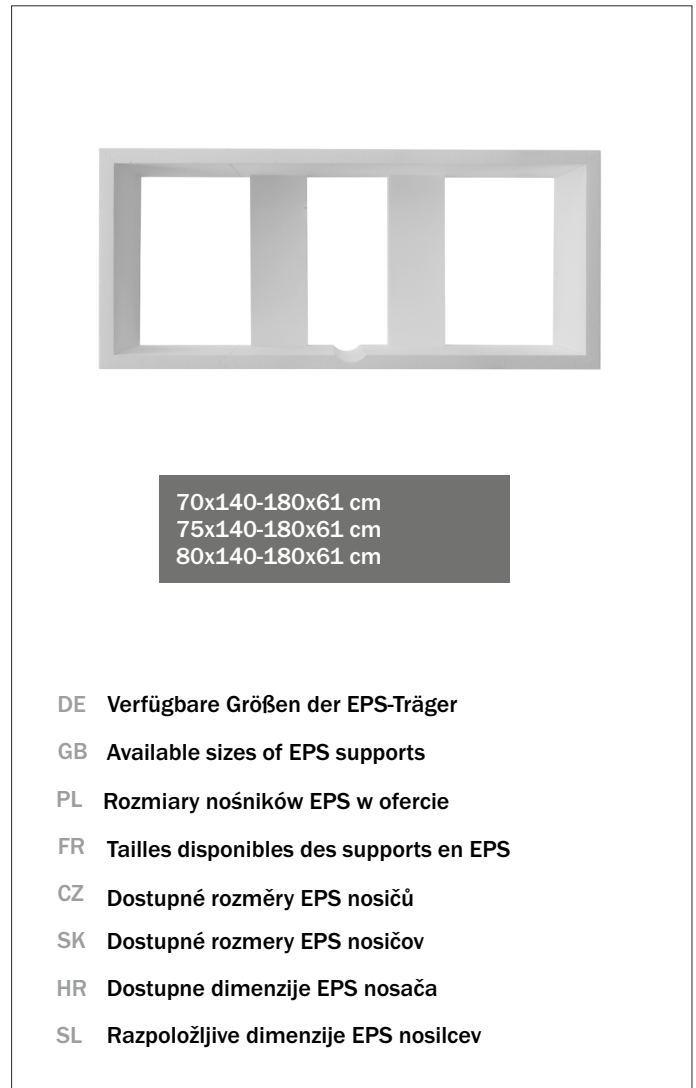 70x140-180x61 cm
75x140-180x61 cm
80x140-180x61 cm
DE Verfügbare Größen der EPS-Träger
GB Available sizes of EPS supports
PL Rozmiary nośników EPS w ofercie
FR Tailles disponibles des supports en EPS
CZ Dostupné rozměry EPS nosičů
SK Dostupné rozmery EPS nosičov
HR Dostupne dimenzije EPS nosača
SL Razpoložljive dimenzije EPS nosilcev